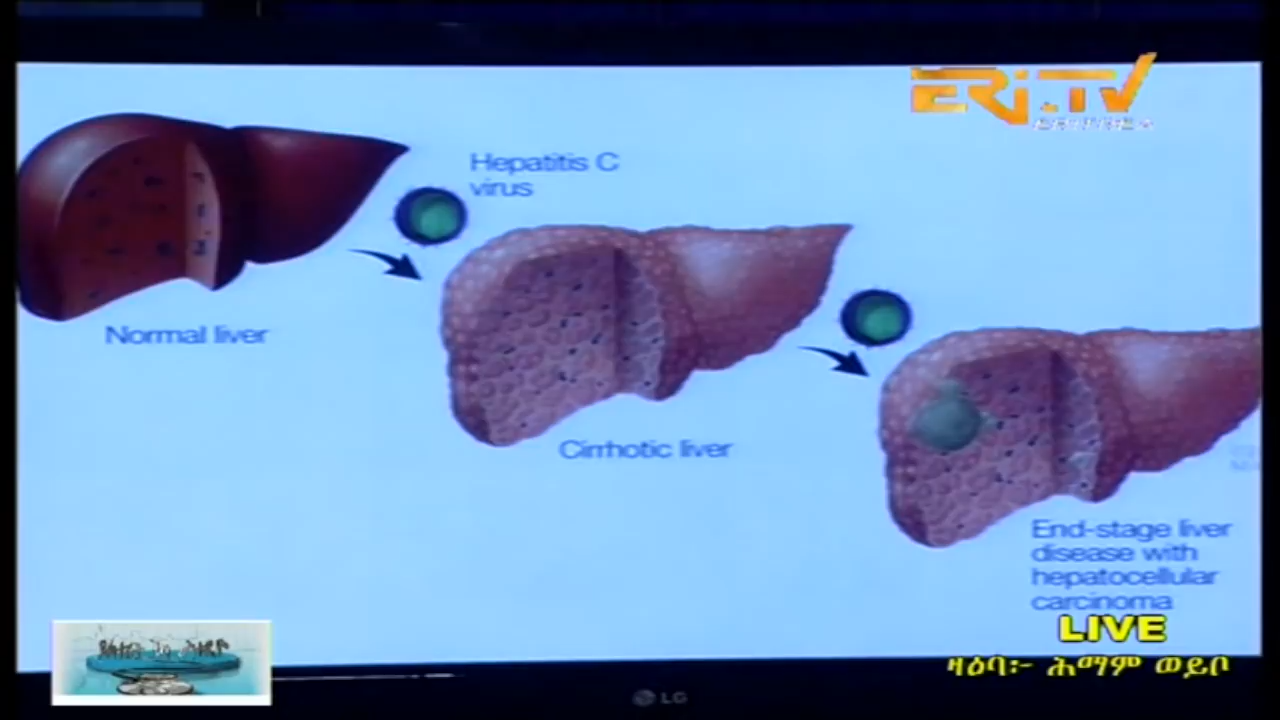 ERi.TV
ERITREA
Hepatitis C
virus
Normal liver
Cirrhotic liver
End-stage liver
disease with
hepatocellular
carcinoma
LIVE
ዛዕባ፡- ሕማም ወይቦ
LG